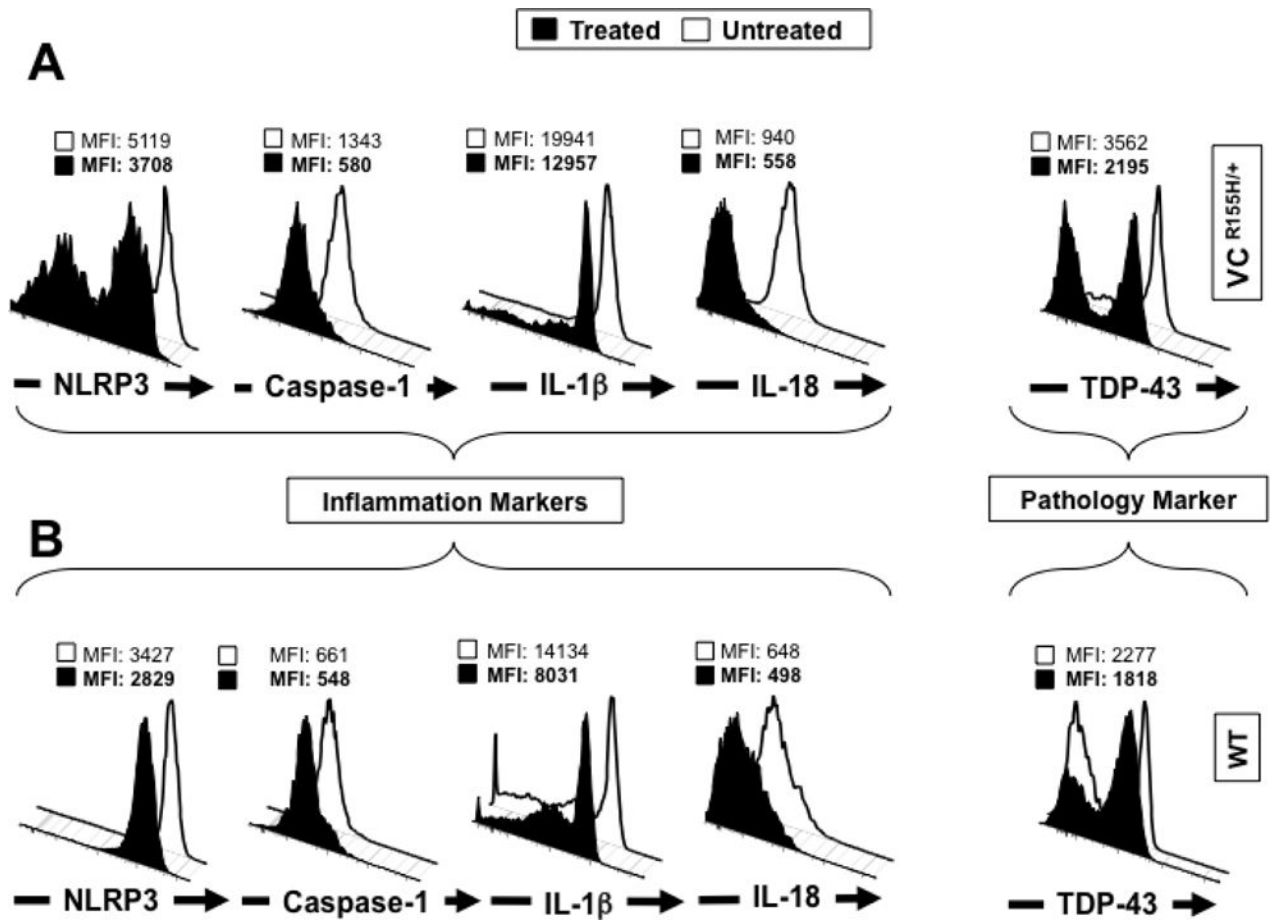 Treated Untreated
A
MFI: 5119 MFI: 1343 MFI: 19941 MFI: 940 MFI: 3562
MFI: 3708 MFI: 580 MFI: 12957 MFI: 558 MFI: 2195
VC R155H/+
NLRP3 Caspase-1 IL-1β IL-18 TDP-43
Inflammation Markers Pathology Marker
B
MFI: 3427 MFI: 661 MFI: 14134 MFI: 648 MFI: 2277
MFI: 2829 MFI: 548 MFI: 8031 MFI: 498 MFI: 1818
WT
NLRP3 Caspase-1 IL-1β IL-18 TDP-43